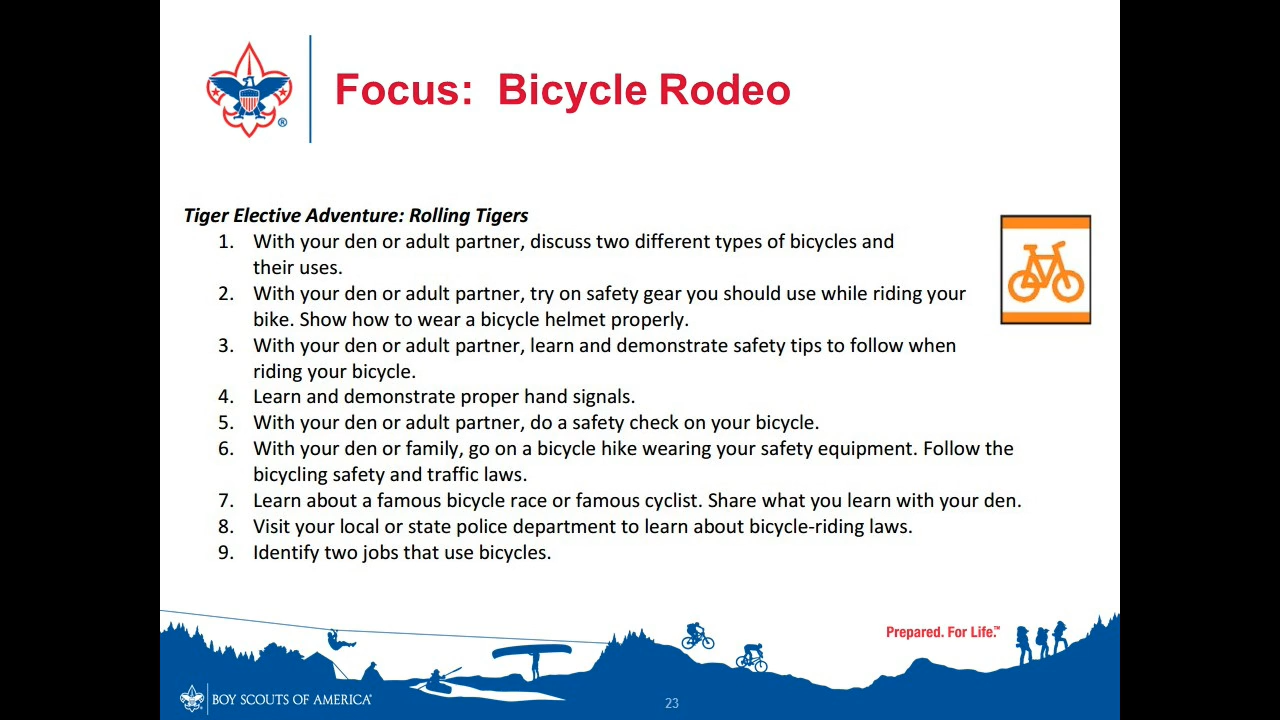 Focus: Bicycle Rodeo
®
Tiger Elective Adventure: Rolling Tigers
1. With your den or adult partner, discuss two different types of bicycles and
their uses.
2. With your den or adult partner, try on safety gear you should use while riding your
bike. Show how to wear a bicycle helmet properly.
3. With your den or adult partner, learn and demonstrate safety tips to follow when
riding your bicycle.
4. Learn and demonstrate proper hand signals.
5. With your den or adult partner, do a safety check on your bicycle.
6. With your den or family, go on a bicycle hike wearing your safety equipment. Follow the
bicycling safety and traffic laws.
7. Learn about a famous bicycle race or famous cyclist. Share what you learn with your den.
8. Visit your local or state police department to learn about bicycle-riding laws.
9. Identify two jobs that use bicycles.
Prepared. For Life.™
BOY SCOUTS OF AMERICA®
23